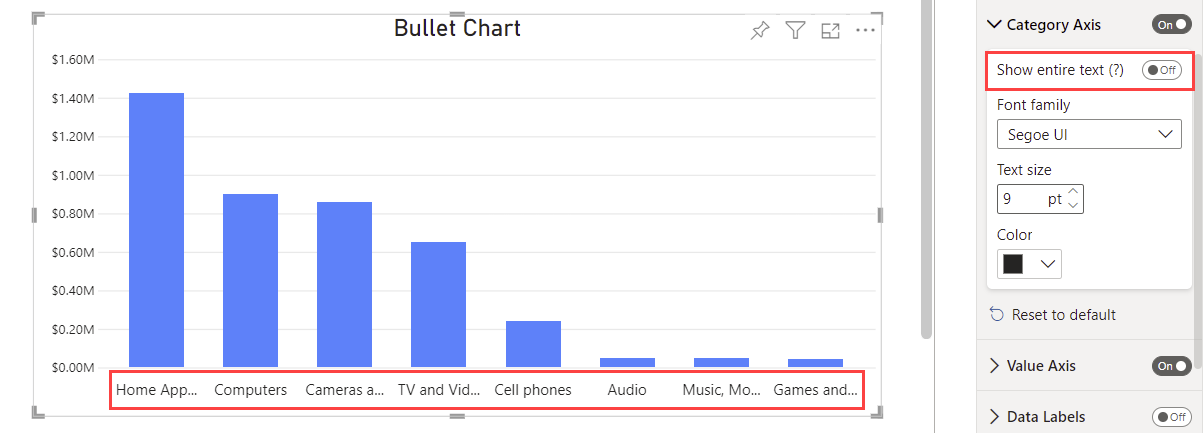 Bullet Chart
$1.60M
$1.40M
$1.20M
$1.00M
$0.80M
$0.60M
$0.40M
$0.20M
$0.00M
Home App... Computers Cameras a... TV and Vid... Cell phones Audio Music, Mo... Games and...
Category Axis On
Show entire text (?) Off
Font family
Segoe UI
Text size
9 pt
Color
Reset to default
Value Axis On
Data Labels Off